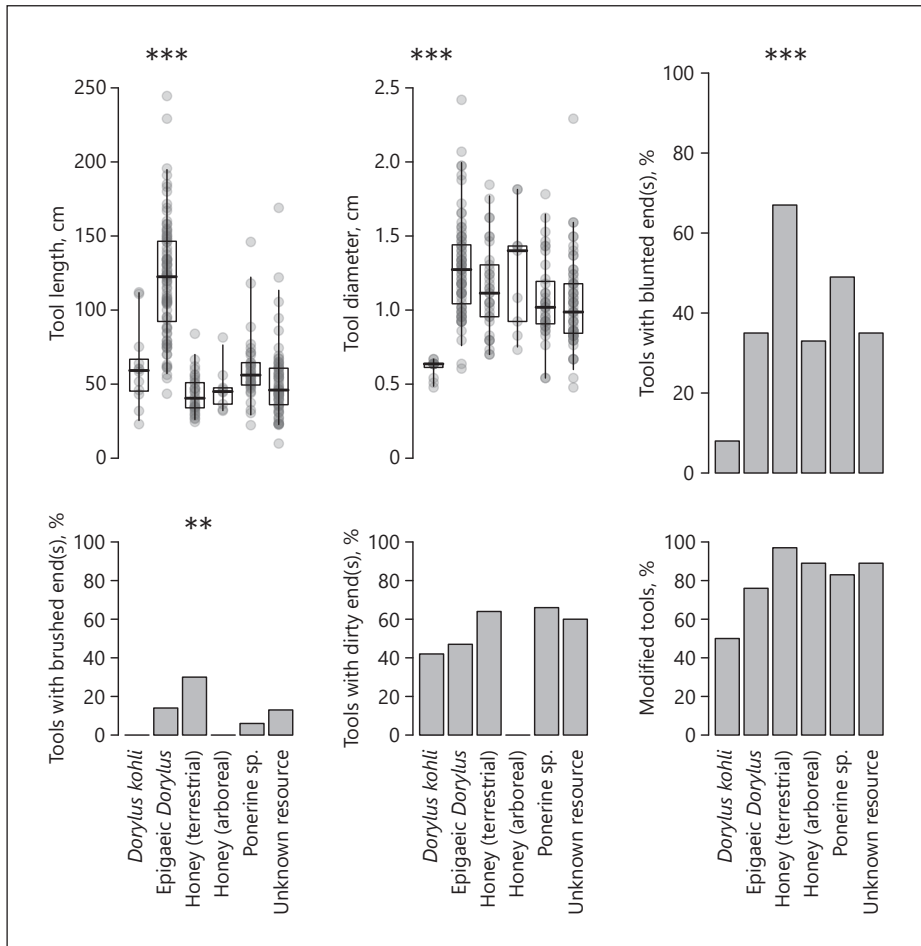 ***
Tool length, cm
250
200
150
100
50
0
***
Tool diameter, cm
2.5
2.0
1.5
1.0
0.5
0
***
Tools with blunted end(s), %
100
80
60
40
20
0
**
Tools with brushed end(s), %
100
80
60
40
20
0
Dorylus kohli
Epigaeic Dorylus
Honey (terrestrial)
Honey (arboreal)
Ponerine sp.
Unknown resource
Tools with dirty end(s), %
100
80
60
40
20
0
Dorylus kohli
Epigaeic Dorylus
Honey (terrestrial)
Honey (arboreal)
Ponerine sp.
Unknown resource
Modified tools, %
100
80
60
40
20
0
Dorylus kohli
Epigaeic Dorylus
Honey (terrestrial)
Honey (arboreal)
Ponerine sp.
Unknown resource